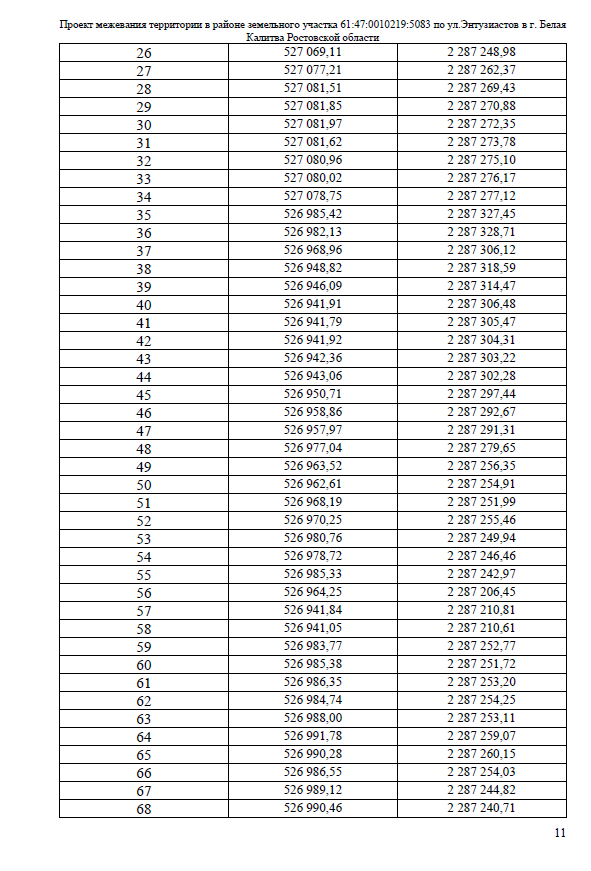 Проект межевания территории в районе земельного участка 61:47:0010219:5083 по ул.Энтузиастов в г. Белая
Калитва Ростовской области
26 527 069,11 2 287 248,98
27 527 077,21 2 287 262,37
28 527 081,51 2 287 269,43
29 527 081,85 2 287 270,88
30 527 081,97 2 287 272,35
31 527 081,62 2 287 273,78
32 527 080,96 2 287 275,10
33 527 080,02 2 287 276,17
34 527 078,75 2 287 277,12
35 526 985,42 2 287 327,45
36 526 982,13 2 287 328,71
37 526 968,96 2 287 306,12
38 526 948,82 2 287 318,59
39 526 946,09 2 287 314,47
40 526 941,91 2 287 306,48
41 526 941,79 2 287 305,47
42 526 941,92 2 287 304,31
43 526 942,36 2 287 303,22
44 526 943,06 2 287 302,28
45 526 950,71 2 287 297,44
46 526 958,86 2 287 292,67
47 526 957,97 2 287 291,31
48 526 977,04 2 287 279,65
49 526 963,52 2 287 256,35
50 526 962,61 2 287 254,91
51 526 968,19 2 287 251,99
52 526 970,25 2 287 255,46
53 526 980,76 2 287 249,94
54 526 978,72 2 287 246,46
55 526 985,33 2 287 242,97
56 526 964,25 2 287 206,45
57 526 941,84 2 287 210,81
58 526 941,05 2 287 210,61
59 526 983,77 2 287 252,77
60 526 985,38 2 287 251,72
61 526 986,35 2 287 253,20
62 526 984,74 2 287 254,25
63 526 988,00 2 287 253,11
64 526 991,78 2 287 259,07
65 526 990,28 2 287 260,15
66 526 986,55 2 287 254,03
67 526 989,12 2 287 244,82
68 526 990,46 2 287 240,71
11